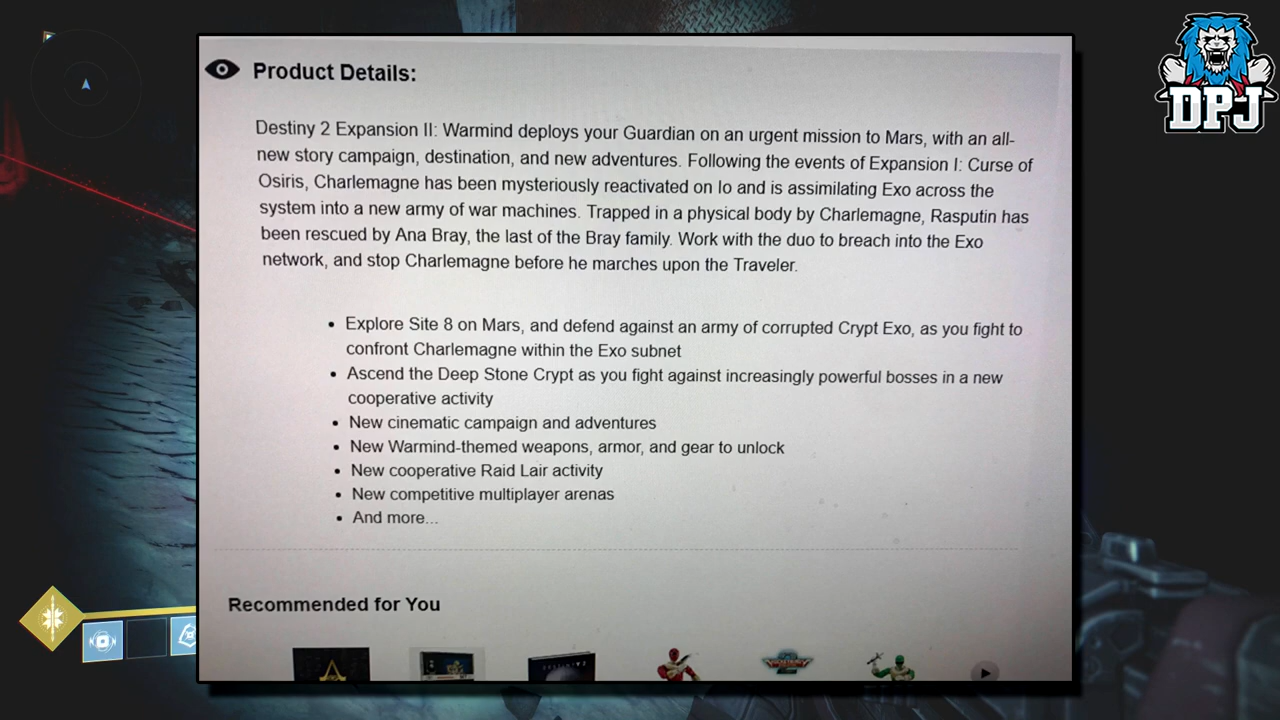 DPJ
Product Details:
Destiny 2 Expansion II: Warmind deploys your Guardian on an urgent mission to Mars, with an all-
new story campaign, destination, and new adventures. Following the events of Expansion I: Curse of
Osiris, Charlemagne has been mysteriously reactivated on Io and is assimilating Exo across the
system into a new army of war machines. Trapped in a physical body by Charlemagne, Rasputin has
been rescued by Ana Bray, the last of the Bray family. Work with the duo to breach into the Exo
network, and stop Charlemagne before he marches upon the Traveler.
• Explore Site 8 on Mars, and defend against an army of corrupted Crypt Exo, as you fight to
confront Charlemagne within the Exo subnet
• Ascend the Deep Stone Crypt as you fight against increasingly powerful bosses in a new
cooperative activity
• New cinematic campaign and adventures
• New Warmind-themed weapons, armor, and gear to unlock
• New cooperative Raid Lair activity
• New competitive multiplayer arenas
• And more...
Recommended for You
DESTINY 2